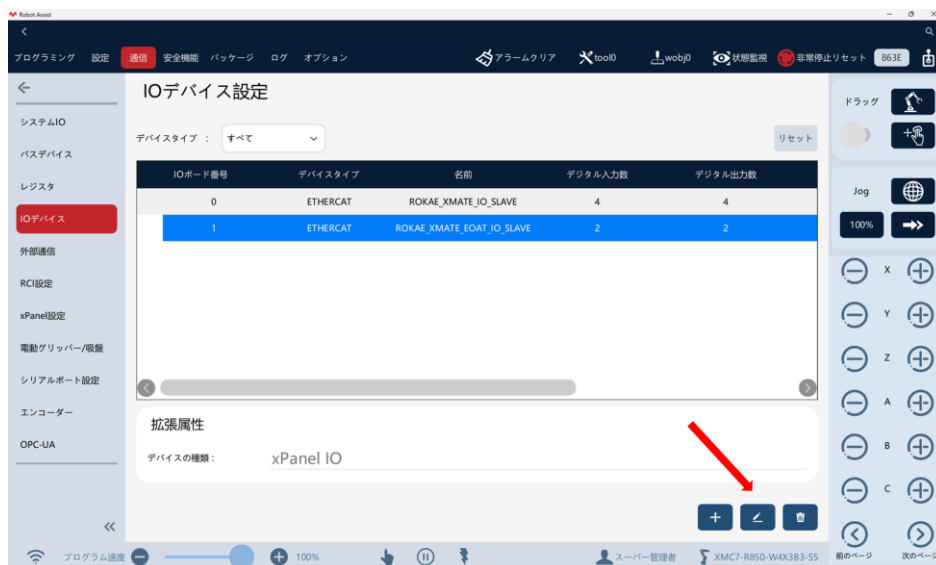 Robot Assist
プログラミング 設定 通信 安全機能 パッケージ ログ オプション アラームクリア tool0 wobj0 状態監視 非常停止リセット 863E
IOデバイス設定
システムIO
バスデバイス
レジスタ
IOデバイス
外部通信
RCI設定
xPanel設定
電動グリッパー/吸盤
シリアルポート設定
エンコーダー
OPC-UA
デバイスタイプ : すべて リセット
IOボード番号 デバイスタイプ 名前 デジタル入力数 デジタル出力数
0 ETHERCAT ROKAE_XMATE_IO_SLAVE 4 4
1 ETHERCAT ROKAE_XMATE_EOAT_IO_SLAVE 2 2
拡張属性
デバイスの種類 : xPanel IO
ドラッグ
Jog
100%
X
Y
Z
A
B
C
前のページ 次のページ
プログラム速度 100% スーパー管理者 XMC7-R850-W4X3B3-S5